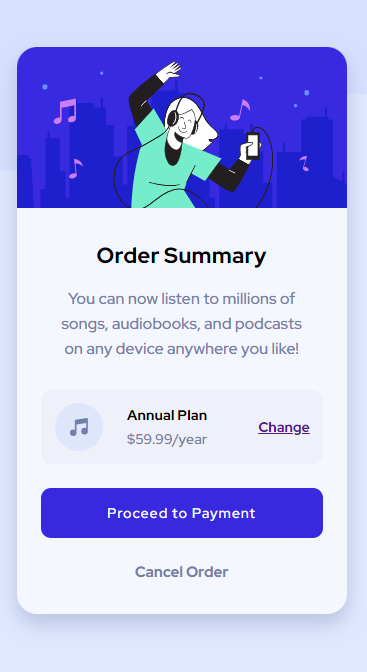 Order Summary
You can now listen to millions of
songs, audiobooks, and podcasts
on any device anywhere you like!
Annual Plan
$59.99/year
Change
Proceed to Payment
Cancel Order